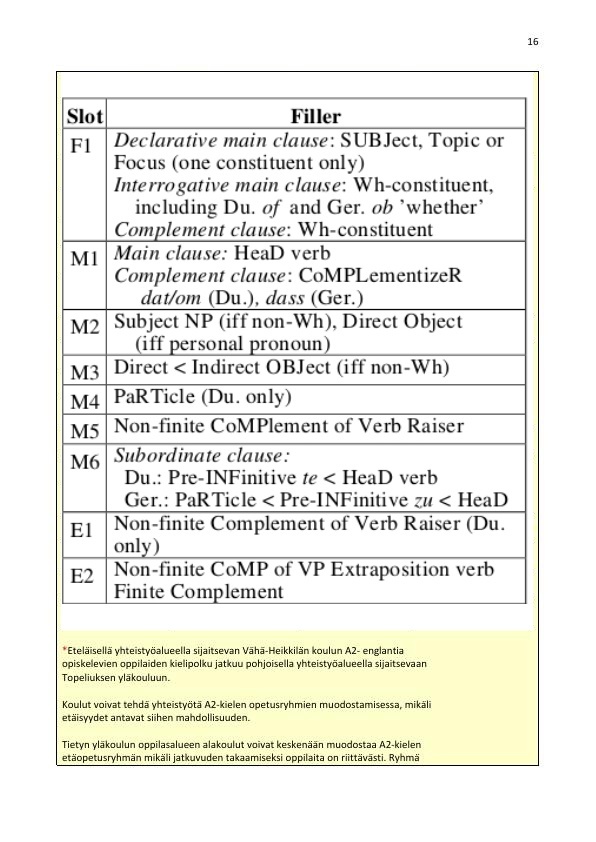 16
Slot Filler
F1 Declarative main clause: SUBJect, Topic or
Focus (one constituent only)
Interrogative main clause: Wh-constituent,
including Du. of and Ger. ob ’whether’
Complement clause: Wh-constituent
M1 Main clause: HeaD verb
Complement clause: CoMPLementizeR
dat/om (Du.), dass (Ger.)
M2 Subject NP (iff non-Wh), Direct Object
(iff personal pronoun)
M3 Direct < Indirect OBJect (iff non-Wh)
M4 PaRTicle (Du. only)
M5 Non-finite CoMPlement of Verb Raiser
M6 Subordinate clause:
Du.: Pre-INFinitive te < HeaD verb
Ger.: PaRTicle < Pre-INFinitive zu < HeaD
E1 Non-finite Complement of Verb Raiser (Du.
only)
E2 Non-finite CoMP of VP Extraposition verb
Finite Complement
*Eteläisellä yhteistyöalueella sijaitsevan Vähä-Heikkilän koulun A2- englantia
opiskelevien oppilaiden kielipolku jatkuu pohjoisella yhteistyöalueella sijaitsevaan
Topeliuksen yläkouluun.
Koulut voivat tehdä yhteistyötä A2-kielen opetusryhmien muodostamisessa, mikäli
etäisyydet antavat siihen mahdollisuuden.
Tietyn yläkoulun oppilasalueen alakoulut voivat keskenään muodostaa A2-kielen
etäopetusryhmän mikäli jatkuvuuden takaamiseksi oppilaita on riittävästi. Ryhmä